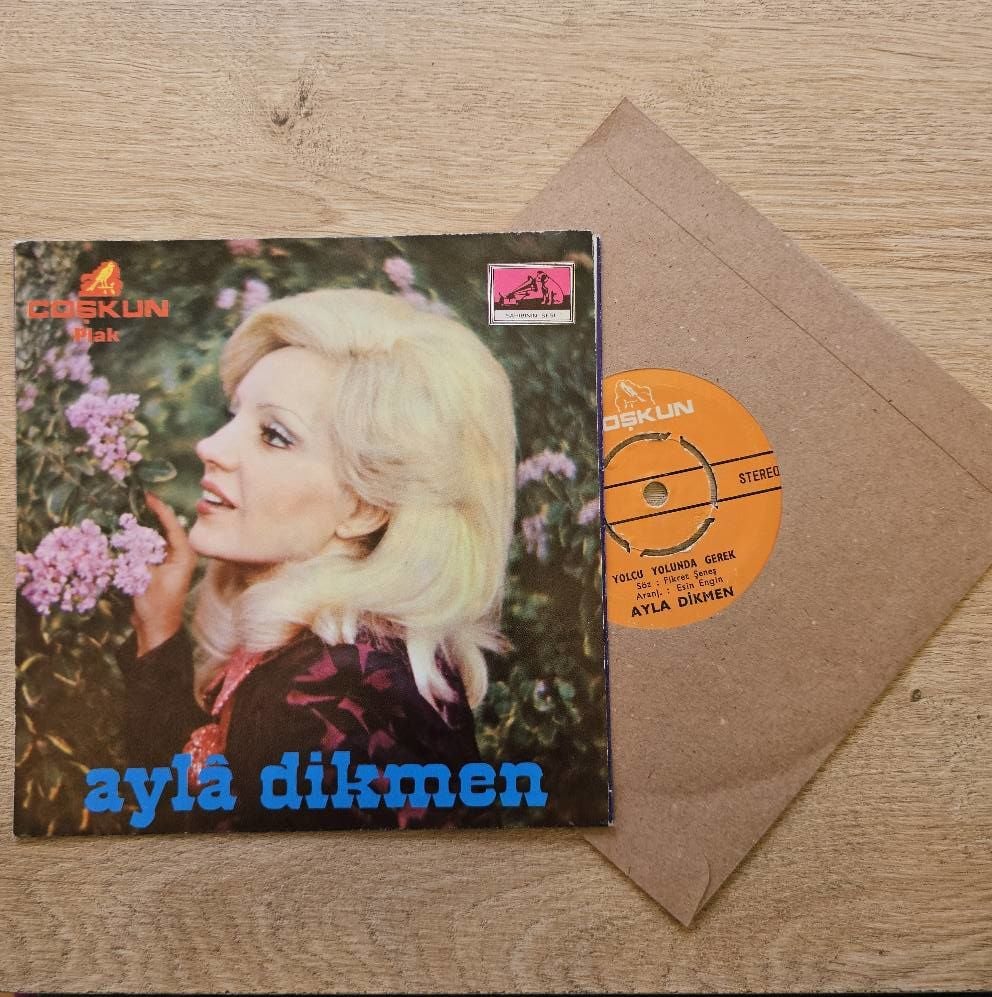 COŞKUN
Plak
SAHİBİNİN SESİ
aylâ dikmen
OŞKUN
STEREO
YOLCU YOLUNDA GEREK
Söz : Fikret Şeneş
Aranj. : Esin Engin
AYLA DİKMEN